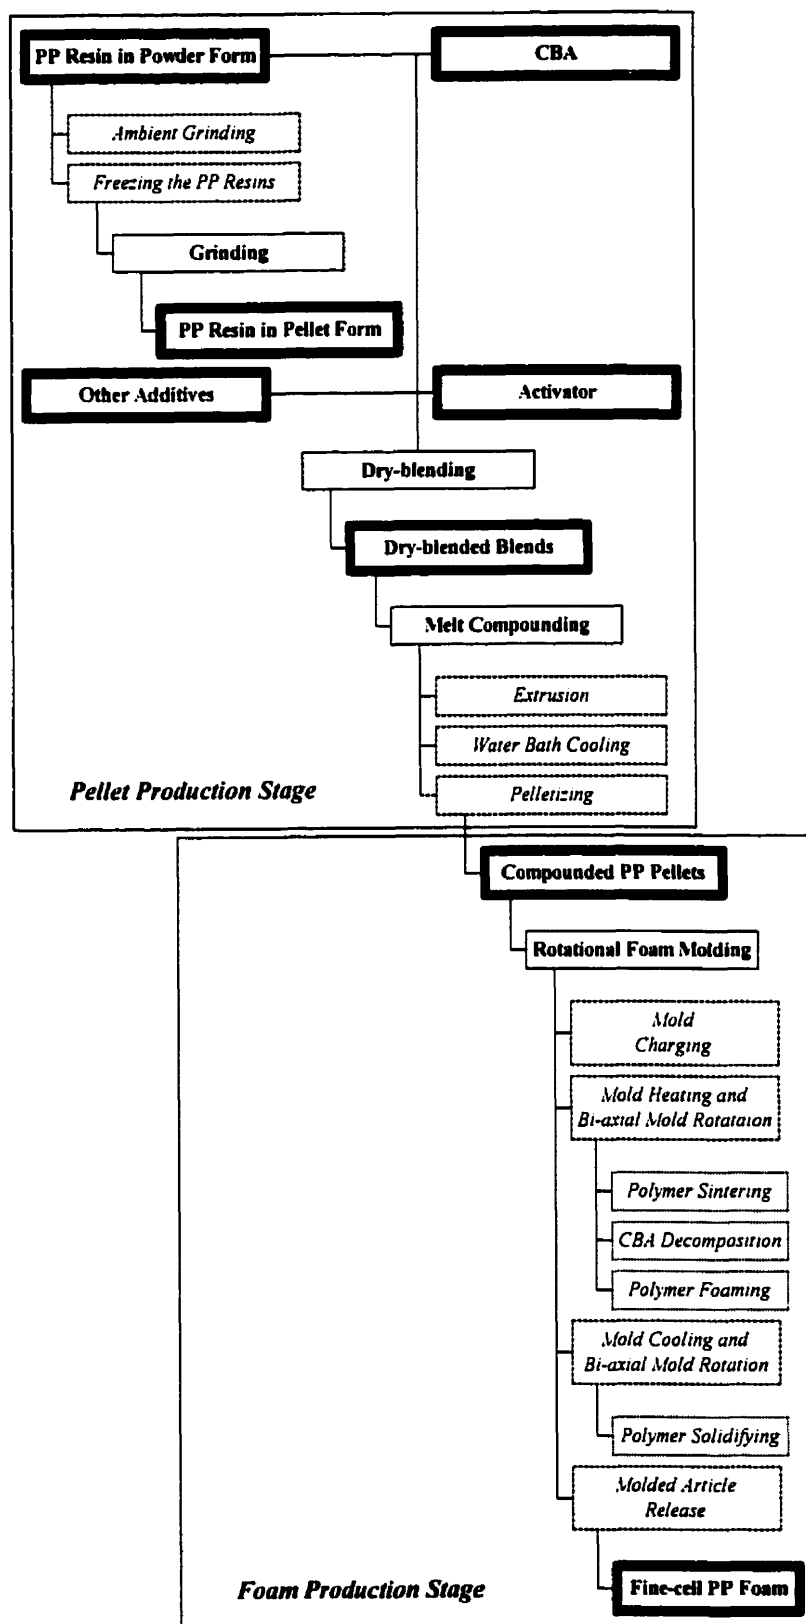 PP Resin in Powder Form
CBA
Ambient Grinding
Freezing the PP Resins
Grinding
PP Resin in Pellet Form
Other Additives
Activator
Dry-blending
Dry-blended Blends
Melt Compounding
Extrusion
Water Bath Cooling
Pelletizing
Pellet Production Stage
Compounded PP Pellets
Rotational Foam Molding
Mold
Charging
Mold Heating and
Bi-axial Mold Rotataion
Polymer Sintering
CBA Decomposition
Polymer Foaming
Mold Cooling and
Bi-axial Mold Rotation
Polymer Solidifying
Molded Article
Release
Fine-cell PP Foam
Foam Production Stage